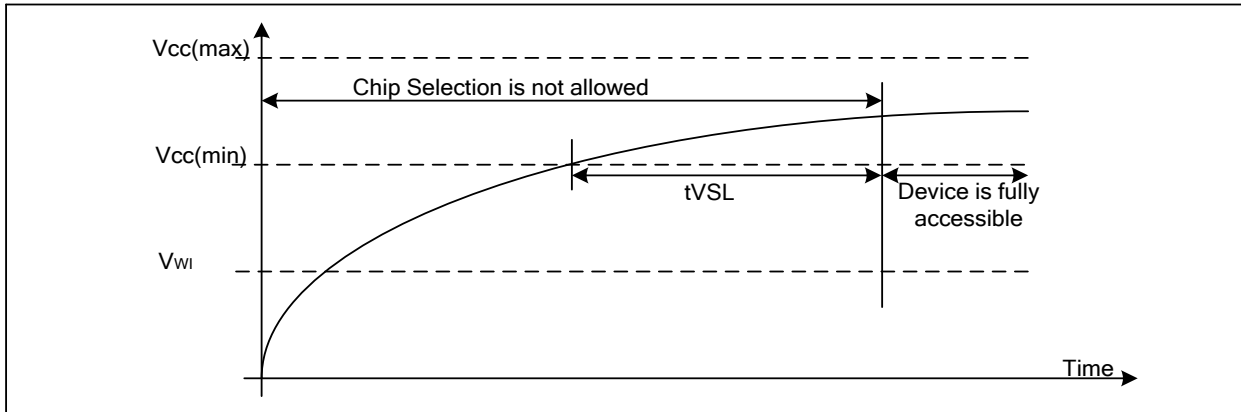 Vcc(max)
Chip Selection is not allowed
Vcc(min)
tVSL
Device is fully
accessible
VWI
Time